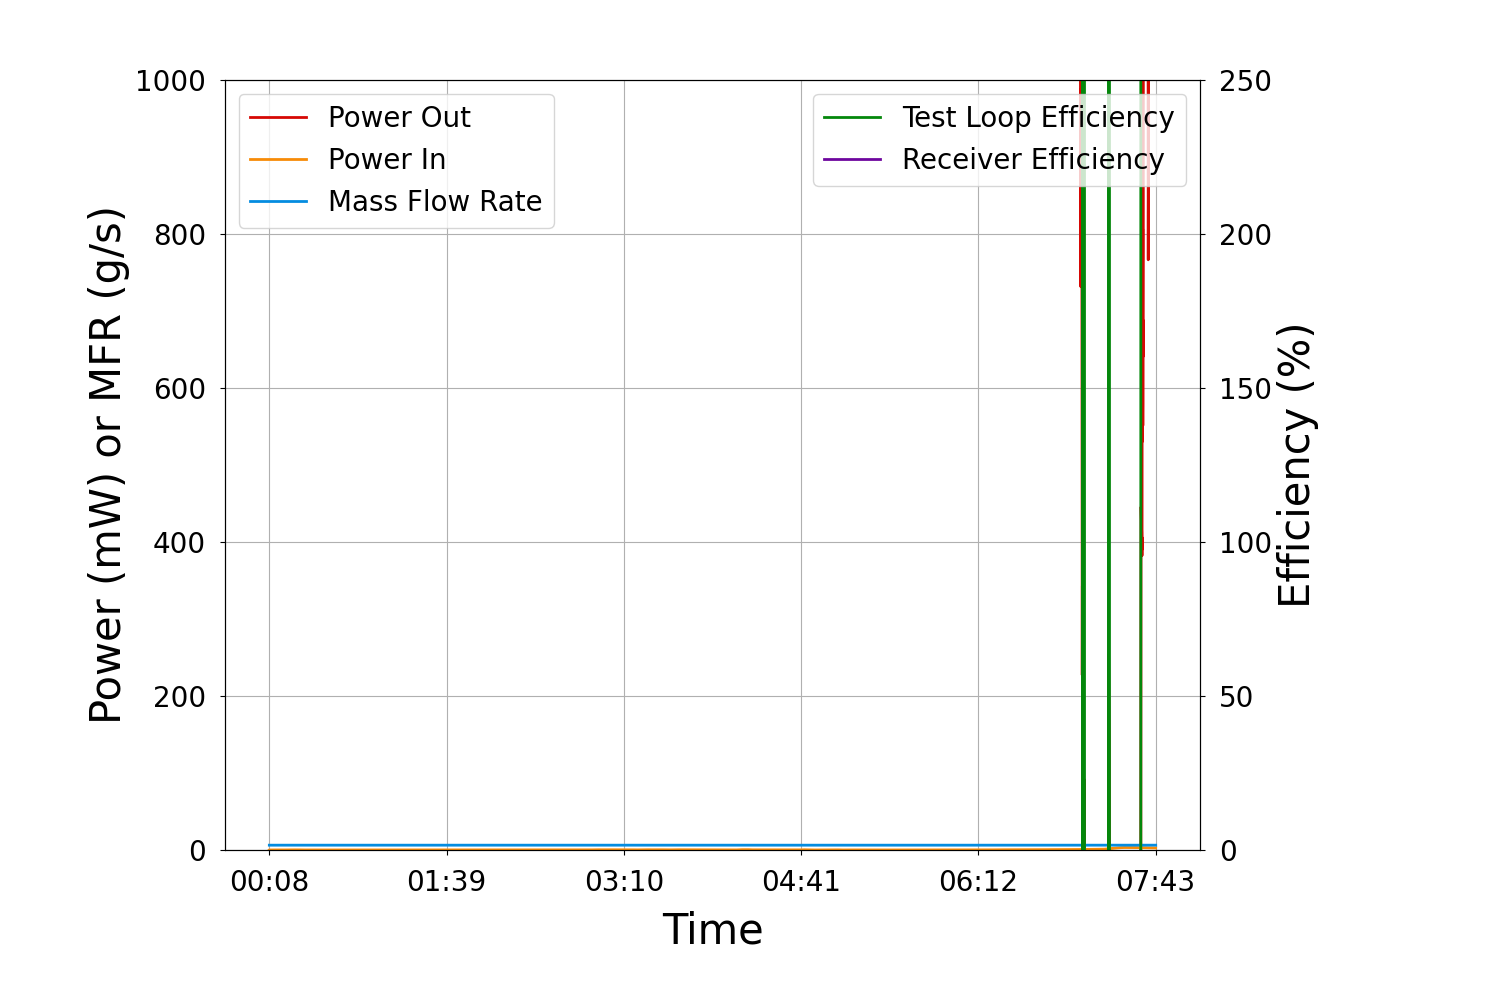 1000
800
600
400
200
0
Power (mW) or MFR (g/s)
Power Out
Power In
Mass Flow Rate
Test Loop Efficiency
Receiver Efficiency
250
200
150
100
50
0
Efficiency (%)
00:08 01:39 03:10 04:41 06:12 07:43
Time